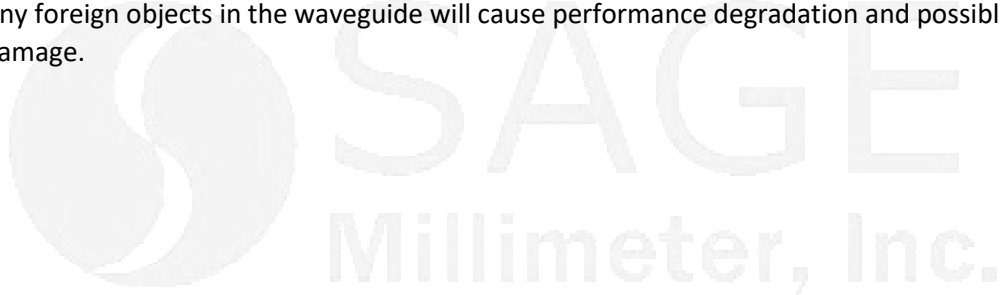 ny foreign objects in the waveguide will cause performance degradation and possibl
amage.
SAGE
Millimeter, Inc.